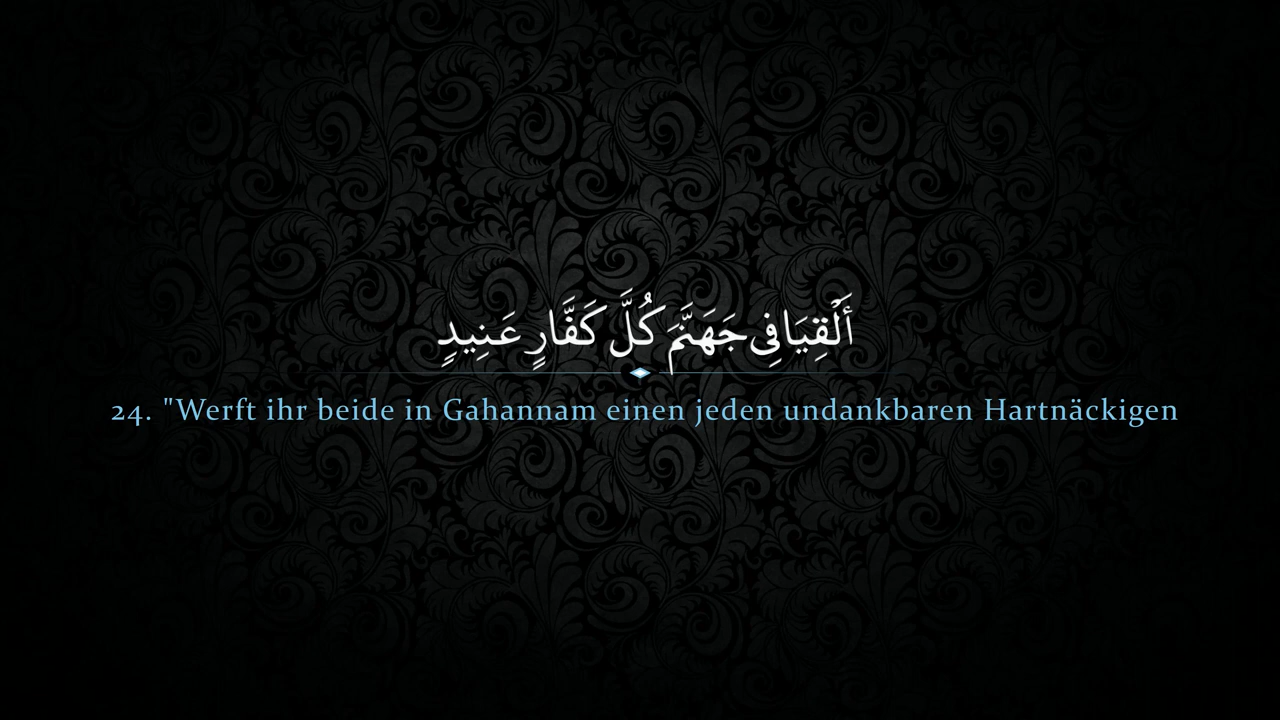 أَلْقِيَا فِى جَهَنَّمَ كُلَّ كَفَّارٍ عَنِيدٍ
24. "Werft ihr beide in Gahannam einen jeden undankbaren Hartnäckigen